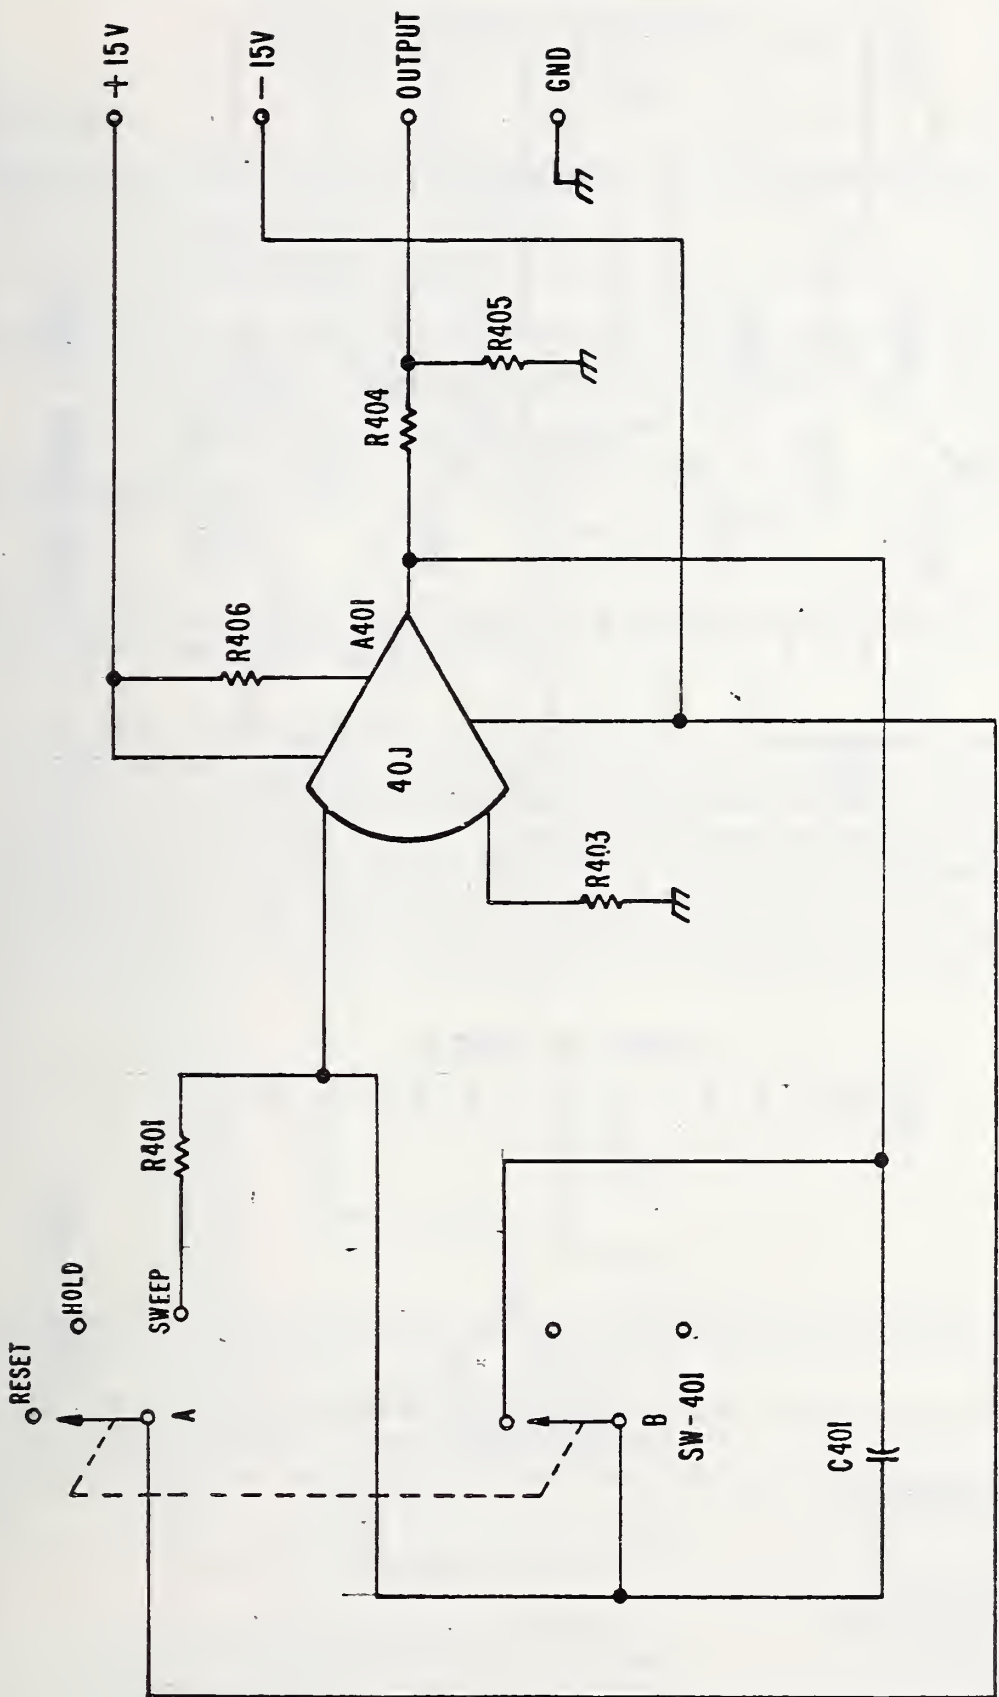 RESET
HOLD
SWEEP
A
R401
+15V
-15V
OUTPUT
GND
R406
A401
40J
R404
R405
R403
B
SW-401
C401